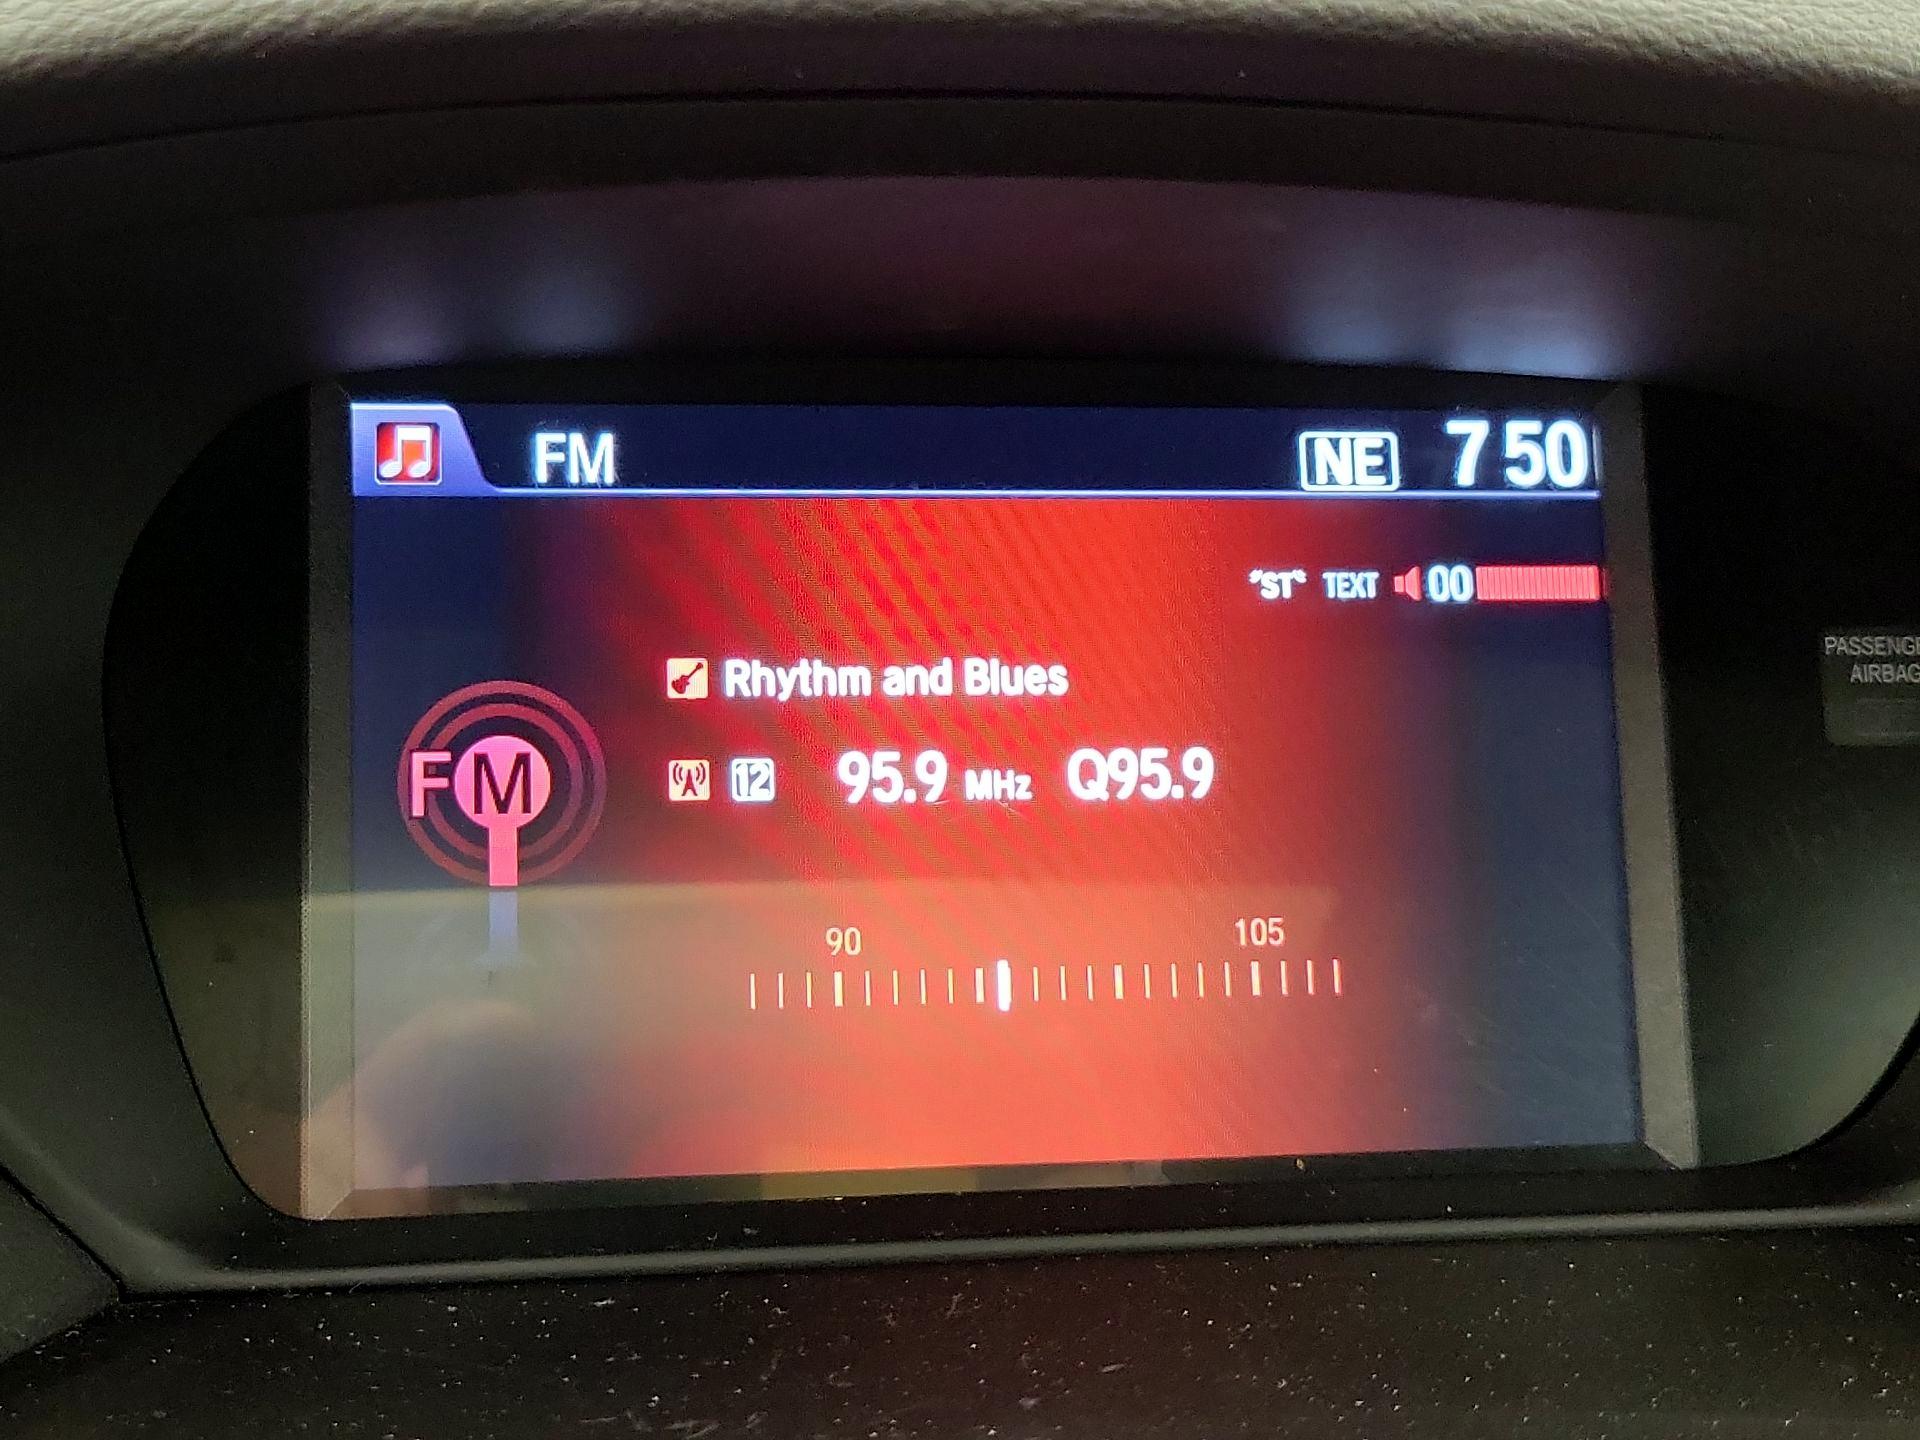 FM NE 7 50
"ST" TEXT 00
Rhythm and Blues
FM 12 95.9 MHz Q95.9
90 105
PASSENGE
AIRBAG